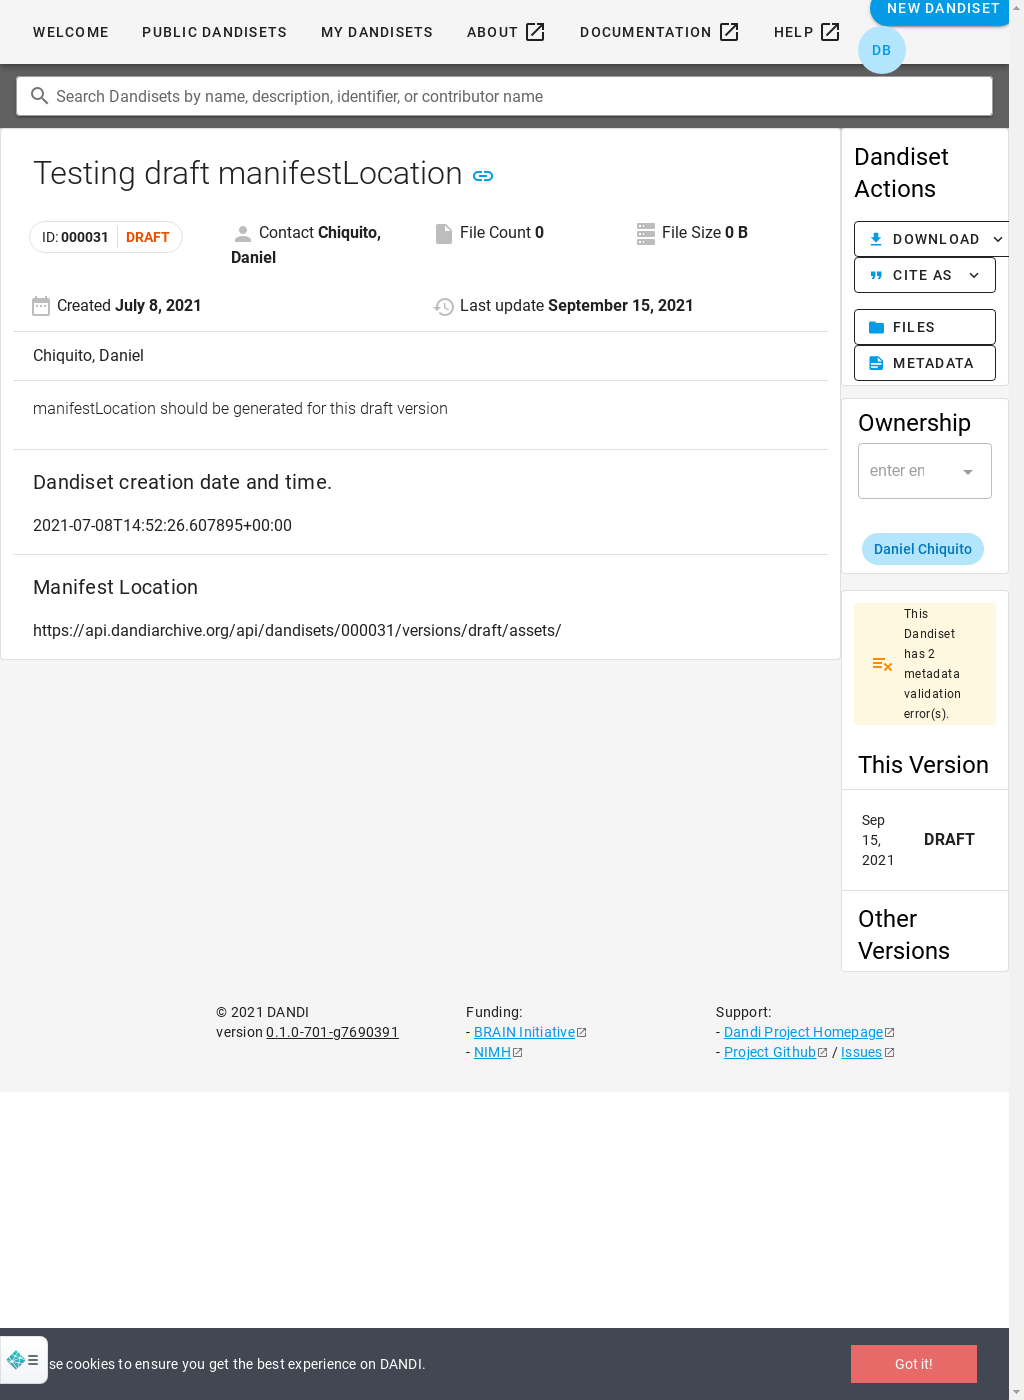 NEW DANDISET
WELCOME PUBLIC DANDISETS MY DANDISETS ABOUT DOCUMENTATION HELP
DB
Search Dandisets by name, description, identifier, or contributor name
Testing draft manifestLocation
ID: 000031 DRAFT
Contact Chiquito,
Daniel
File Count 0
File Size 0 B
Created July 8, 2021
Last update September 15, 2021
Chiquito, Daniel
manifestLocation should be generated for this draft version
Dandiset creation date and time.
2021-07-08T14:52:26.607895+00:00
Manifest Location
https://api.dandiarchive.org/api/dandisets/000031/versions/draft/assets/
Dandiset
Actions
DOWNLOAD
CITE AS
FILES
METADATA
Ownership
enter
Daniel Chiquito
This
Dandiset
has 2
metadata
validation
error(s).
This Version
Sep
15,
2021
DRAFT
Other
Versions
© 2021 DANDI
version 0.1.0-701-g7690391
Funding:
- BRAIN Initiative
- NIMH
Support:
- Dandi Project Homepage
- Project Github / Issues
cookies to ensure you get the best experience on DANDI.
Got it!